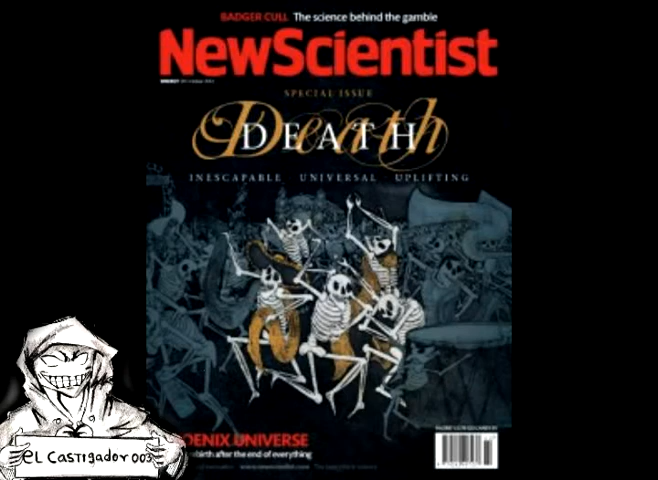 BADGER CULL The science behind the gamble
NewScientist
SPECIAL ISSUE
Death
DEATH
INESCAPABLE UNIVERSAL UPLIFTING
OENIX UNIVERSE
birth after the end of everything
eL CASTigador 003